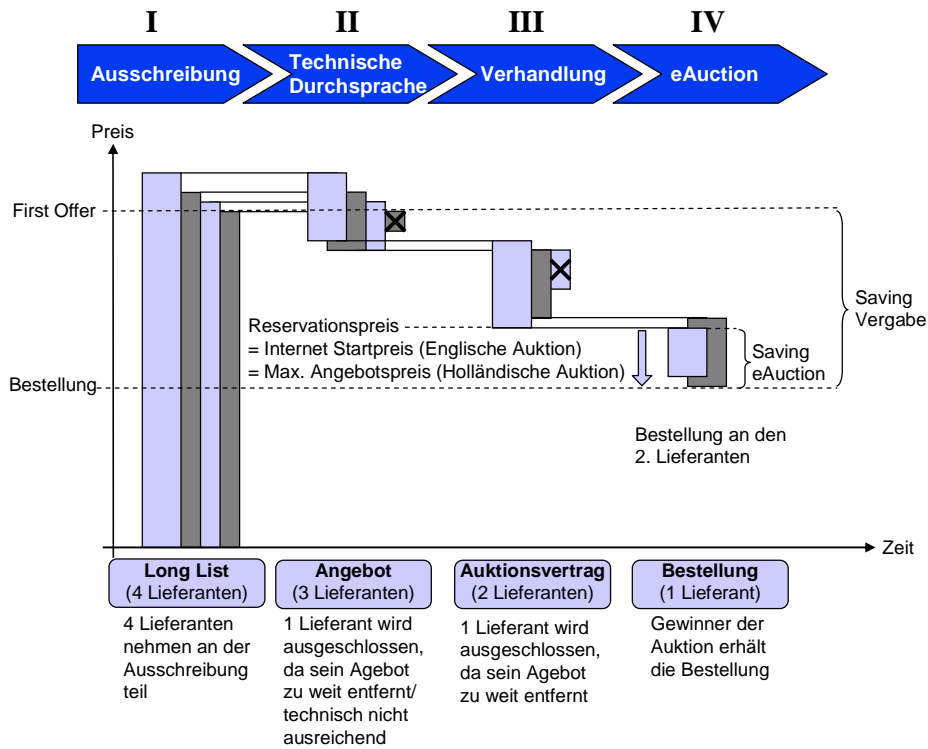 I
II
III
IV
Ausschreibung
Technische
Durchsprache
Verhandlung
eAuction
Preis
First Offer
Saving
Vergabe
Reservationspreis
= Internet Startpreis (Englische Auktion)
= Max. Angebotspreis (Holländische Auktion)
Saving
eAuction
Bestellung
Bestellung an den
2. Lieferanten
Zeit
Long List
(4 Lieferanten)
4 Lieferanten
nehmen an der
Ausschreibung
teil
Angebot
(3 Lieferanten)
1 Lieferant wird
ausgeschlossen,
da sein Agebot
zu weit entfernt/
technisch nicht
ausreichend
Auktionsvertrag
(2 Lieferanten)
1 Lieferant wird
ausgeschlossen,
da sein Agebot
zu weit entfernt
Bestellung
(1 Lieferant)
Gewinner der
Auktion erhält
die Bestellung